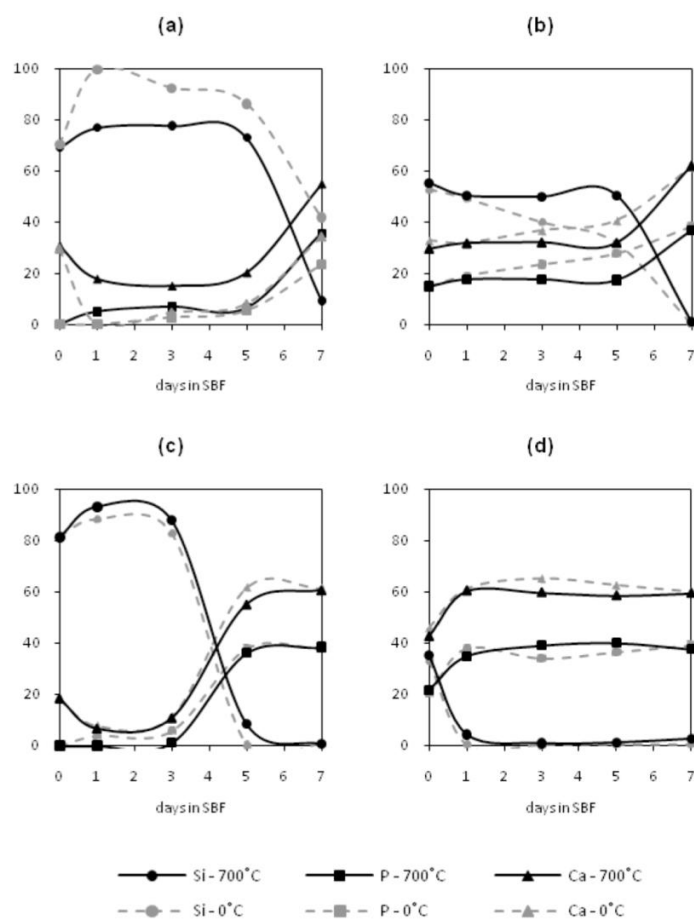 (a) (b)
100 100
80 80
60 60
40 40
20 20
0 0
0 1 2 3 4 5 6 7 0 1 2 3 4 5 6 7
days in SBF days in SBF
(c) (d)
100 100
80 80
60 60
40 40
20 20
0 0
0 1 2 3 4 5 6 7 0 1 2 3 4 5 6 7
days in SBF days in SBF
Si - 700°C P - 700°C Ca - 700°C
Si - 0°C P - 0°C Ca - 0°C